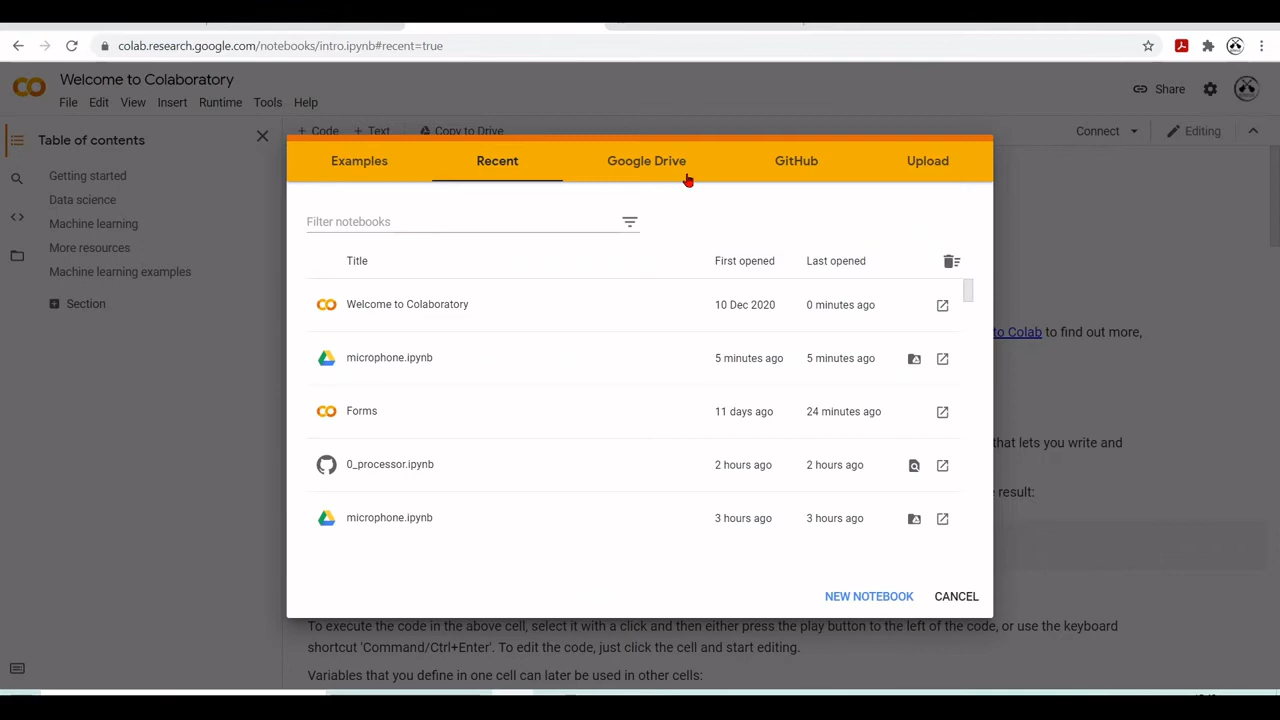 colab.research.google.com/notebooks/intro.ipynb#recent=true
Welcome to Colaboratory
File Edit View Insert Runtime Tools Help
Share
+ Code + Text Copy to Drive
Connect
Editing
Table of contents
Getting started
Data science
Machine learning
More resources
Machine learning examples
Section
Examples Recent Google Drive GitHub Upload
Filter notebooks
Title First opened Last opened
Welcome to Colaboratory 10 Dec 2020 0 minutes ago
microphone.ipynb 5 minutes ago 5 minutes ago
Forms 11 days ago 24 minutes ago
0_processor.ipynb 2 hours ago 2 hours ago
microphone.ipynb 3 hours ago 3 hours ago
NEW NOTEBOOK CANCEL
to Colab to find out more,
that lets you write and
result:
To execute the code in the above cell, select it with a click and then either press the play button to the left of the code, or use the keyboard
shortcut 'Command/Ctrl+Enter'. To edit the code, just click the cell and start editing.
Variables that you define in one cell can later be used in other cells: